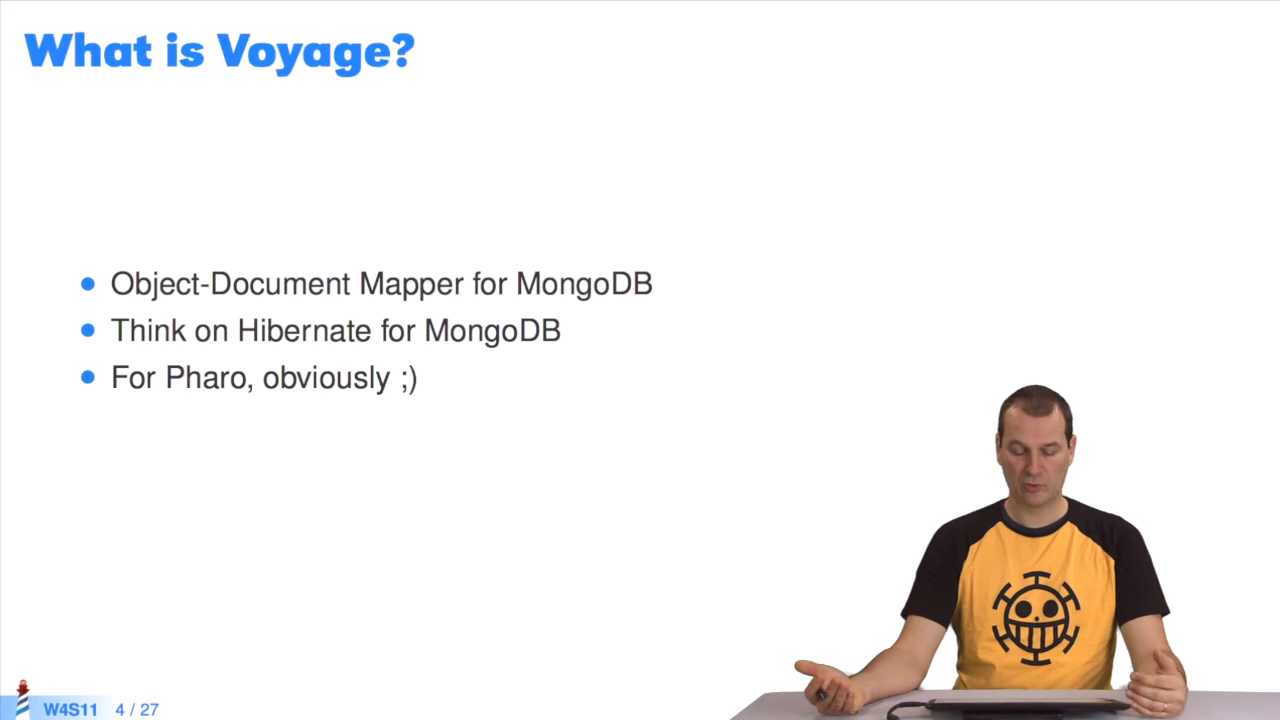 What is Voyage?
Object-Document Mapper for MongoDB
Think on Hibernate for MongoDB
For Pharo, obviously ;)
W4S11 4 / 27